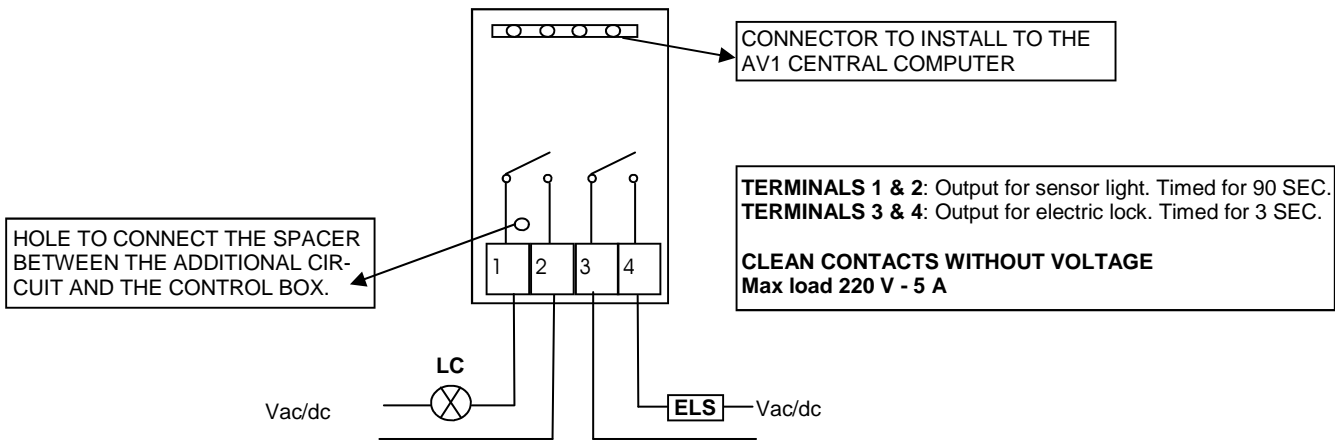 CONNECTOR TO INSTALL TO THE
AV1 CENTRAL COMPUTER
TERMINALS 1 & 2: Output for sensor light. Timed for 90 SEC.
TERMINALS 3 & 4: Output for electric lock. Timed for 3 SEC.
CLEAN CONTACTS WITHOUT VOLTAGE
Max load 220 V - 5 A
HOLE TO CONNECT THE SPACER
BETWEEN THE ADDITIONAL CIR-
CUIT AND THE CONTROL BOX.
1 2 3 4
LC
Vac/dc
ELS
Vac/dc